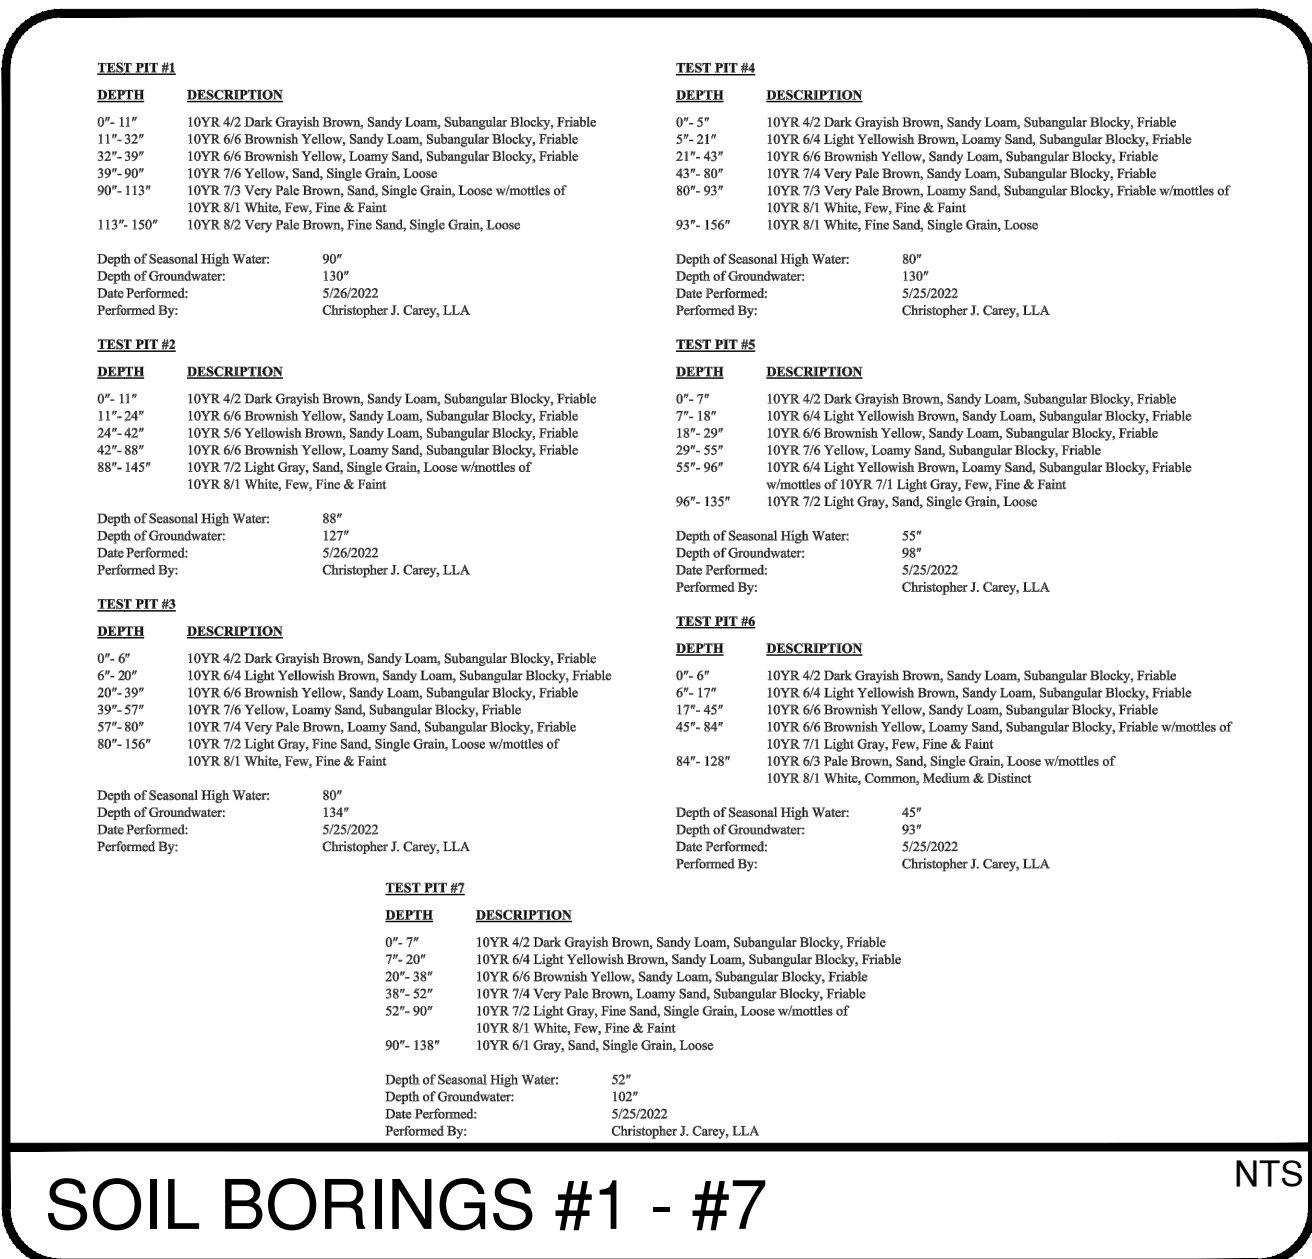 TEST PIT #1
DEPTH DESCRIPTION
0"- 11" 10YR 4/2 Dark Grayish Brown, Sandy Loam, Subangular Blocky, Friable
11"- 32" 10YR 6/6 Brownish Yellow, Sandy Loam, Subangular Blocky, Friable
32"- 39" 10YR 6/6 Brownish Yellow, Loamy Sand, Subangular Blocky, Friable
39"- 90" 10YR 7/6 Yellow, Sand, Single Grain, Loose
90"- 113" 10YR 7/3 Very Pale Brown, Sand, Single Grain, Loose w/mottles of
10YR 8/1 White, Few, Fine & Faint
113"- 150" 10YR 8/2 Very Pale Brown, Fine Sand, Single Grain, Loose
Depth of Seasonal High Water: 90"
Depth of Groundwater: 130"
Date Performed: 5/26/2022
Performed By: Christopher J. Carey, LLA
TEST PIT #2
DEPTH DESCRIPTION
0"- 11" 10YR 4/2 Dark Grayish Brown, Sandy Loam, Subangular Blocky, Friable
11"- 24" 10YR 6/6 Brownish Yellow, Sandy Loam, Subangular Blocky, Friable
24"- 42" 10YR 5/6 Yellowish Brown, Sandy Loam, Subangular Blocky, Friable
42"- 88" 10YR 6/6 Brownish Yellow, Loamy Sand, Subangular Blocky, Friable
88"- 145" 10YR 7/2 Light Gray, Sand, Single Grain, Loose w/mottles of
10YR 8/1 White, Few, Fine & Faint
Depth of Seasonal High Water: 88"
Depth of Groundwater: 127"
Date Performed: 5/26/2022
Performed By: Christopher J. Carey, LLA
TEST PIT #3
DEPTH DESCRIPTION
0"- 6" 10YR 4/2 Dark Grayish Brown, Sandy Loam, Subangular Blocky, Friable
6"- 20" 10YR 6/4 Light Yellowish Brown, Sandy Loam, Subangular Blocky, Friable
20"- 39" 10YR 6/6 Brownish Yellow, Sandy Loam, Subangular Blocky, Friable
39"- 57" 10YR 7/6 Yellow, Loamy Sand, Subangular Blocky, Friable
57"- 80" 10YR 7/4 Very Pale Brown, Loamy Sand, Subangular Blocky, Friable
80"- 156" 10YR 7/2 Light Gray, Fine Sand, Single Grain, Loose w/mottles of
10YR 8/1 White, Few, Fine & Faint
Depth of Seasonal High Water: 80"
Depth of Groundwater: 134"
Date Performed: 5/25/2022
Performed By: Christopher J. Carey, LLA
TEST PIT #4
DEPTH DESCRIPTION
0"- 5" 10YR 4/2 Dark Grayish Brown, Sandy Loam, Subangular Blocky, Friable
5"- 21" 10YR 6/4 Light Yellowish Brown, Loamy Sand, Subangular Blocky, Friable
21"- 43" 10YR 6/6 Brownish Yellow, Sandy Loam, Subangular Blocky, Friable
43"- 80" 10YR 7/4 Very Pale Brown, Sandy Loam, Subangular Blocky, Friable
80"- 93" 10YR 7/3 Very Pale Brown, Loamy Sand, Subangular Blocky, Friable w/mottles of
10YR 8/1 White, Few, Fine & Faint
93"- 156" 10YR 8/1 White, Fine Sand, Single Grain, Loose
Depth of Seasonal High Water: 80"
Depth of Groundwater: 130"
Date Performed: 5/25/2022
Performed By: Christopher J. Carey, LLA
TEST PIT #5
DEPTH DESCRIPTION
0"- 7" 10YR 4/2 Dark Grayish Brown, Sandy Loam, Subangular Blocky, Friable
7"- 18" 10YR 6/4 Light Yellowish Brown, Sandy Loam, Subangular Blocky, Friable
18"- 29" 10YR 6/6 Brownish Yellow, Sandy Loam, Subangular Blocky, Friable
29"- 55" 10YR 7/6 Yellow, Loamy Sand, Subangular Blocky, Friable
55"- 96" 10YR 6/4 Light Yellowish Brown, Loamy Sand, Subangular Blocky, Friable
w/mottles of 10YR 7/1 Light Gray, Few, Fine & Faint
96"- 135" 10YR 7/2 Light Gray, Sand, Single Grain, Loose
Depth of Seasonal High Water: 55"
Depth of Groundwater: 98"
Date Performed: 5/25/2022
Performed By: Christopher J. Carey, LLA
TEST PIT #6
DEPTH DESCRIPTION
0"- 6" 10YR 4/2 Dark Grayish Brown, Sandy Loam, Subangular Blocky, Friable
6"- 17" 10YR 6/4 Light Yellowish Brown, Sandy Loam, Subangular Blocky, Friable
17"- 45" 10YR 6/6 Brownish Yellow, Sandy Loam, Subangular Blocky, Friable
45"- 84" 10YR 6/6 Brownish Yellow, Loamy Sand, Subangular Blocky, Friable w/mottles of
10YR 7/1 Light Gray, Few, Fine & Faint
84"- 128" 10YR 6/3 Pale Brown, Sand, Single Grain, Loose w/mottles of
10YR 8/1 White, Common, Medium & Distinct
Depth of Seasonal High Water: 45"
Depth of Groundwater: 93"
Date Performed: 5/25/2022
Performed By: Christopher J. Carey, LLA
TEST PIT #7
DEPTH DESCRIPTION
0"- 7" 10YR 4/2 Dark Grayish Brown, Sandy Loam, Subangular Blocky, Friable
7"- 20" 10YR 6/4 Light Yellowish Brown, Sandy Loam, Subangular Blocky, Friable
20"- 38" 10YR 6/6 Brownish Yellow, Sandy Loam, Subangular Blocky, Friable
38"- 52" 10YR 7/4 Very Pale Brown, Loamy Sand, Subangular Blocky, Friable
52"- 90" 10YR 7/2 Light Gray, Fine Sand, Single Grain, Loose w/mottles of
10YR 8/1 White, Few, Fine & Faint
90"- 138" 10YR 6/1 Gray, Sand, Single Grain, Loose
Depth of Seasonal High Water: 52"
Depth of Groundwater: 102"
Date Performed: 5/25/2022
Performed By: Christopher J. Carey, LLA
NTS
SOIL BORINGS #1 - #7